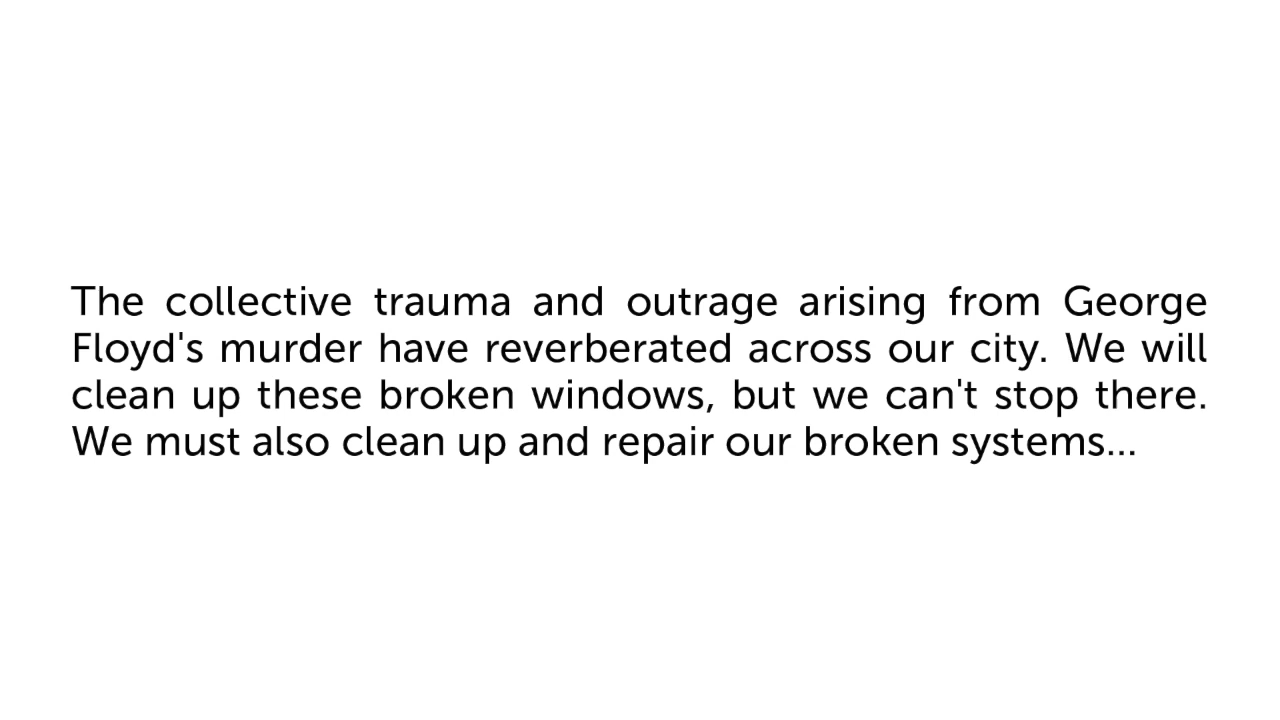 The collective trauma and outrage arising from George
Floyd's murder have reverberated across our city. We will
clean up these broken windows, but we can't stop there.
We must also clean up and repair our broken systems...